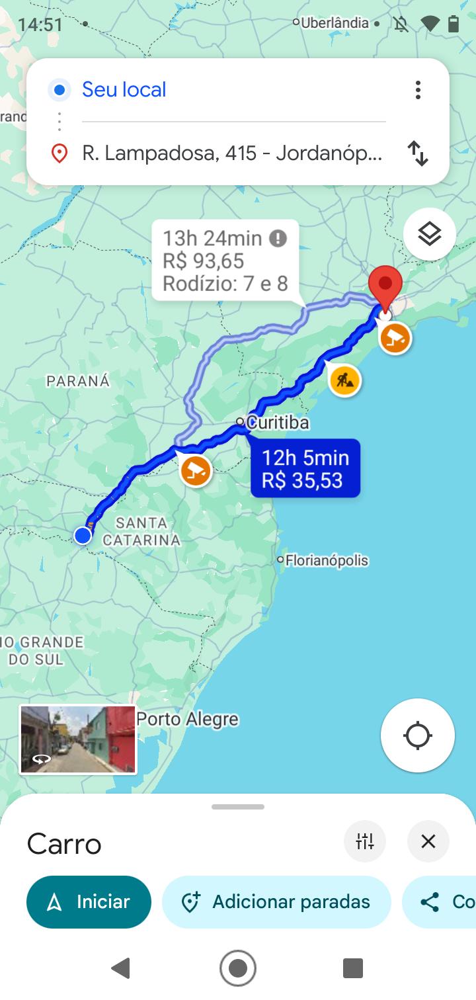 14:51
Uberlândia
rand
Seu local
R. Lampadosa, 415 - Jordanóp...
13h 24min
R$ 93,65
Rodízio: 7 e 8
PARANÁ
Curitiba
12h 5min
R$ 35,53
SANTA
CATARINA
Florianópolis
IO GRANDE
DO SUL
Porto Alegre
Carro
Iniciar
Adicionar paradas
Co